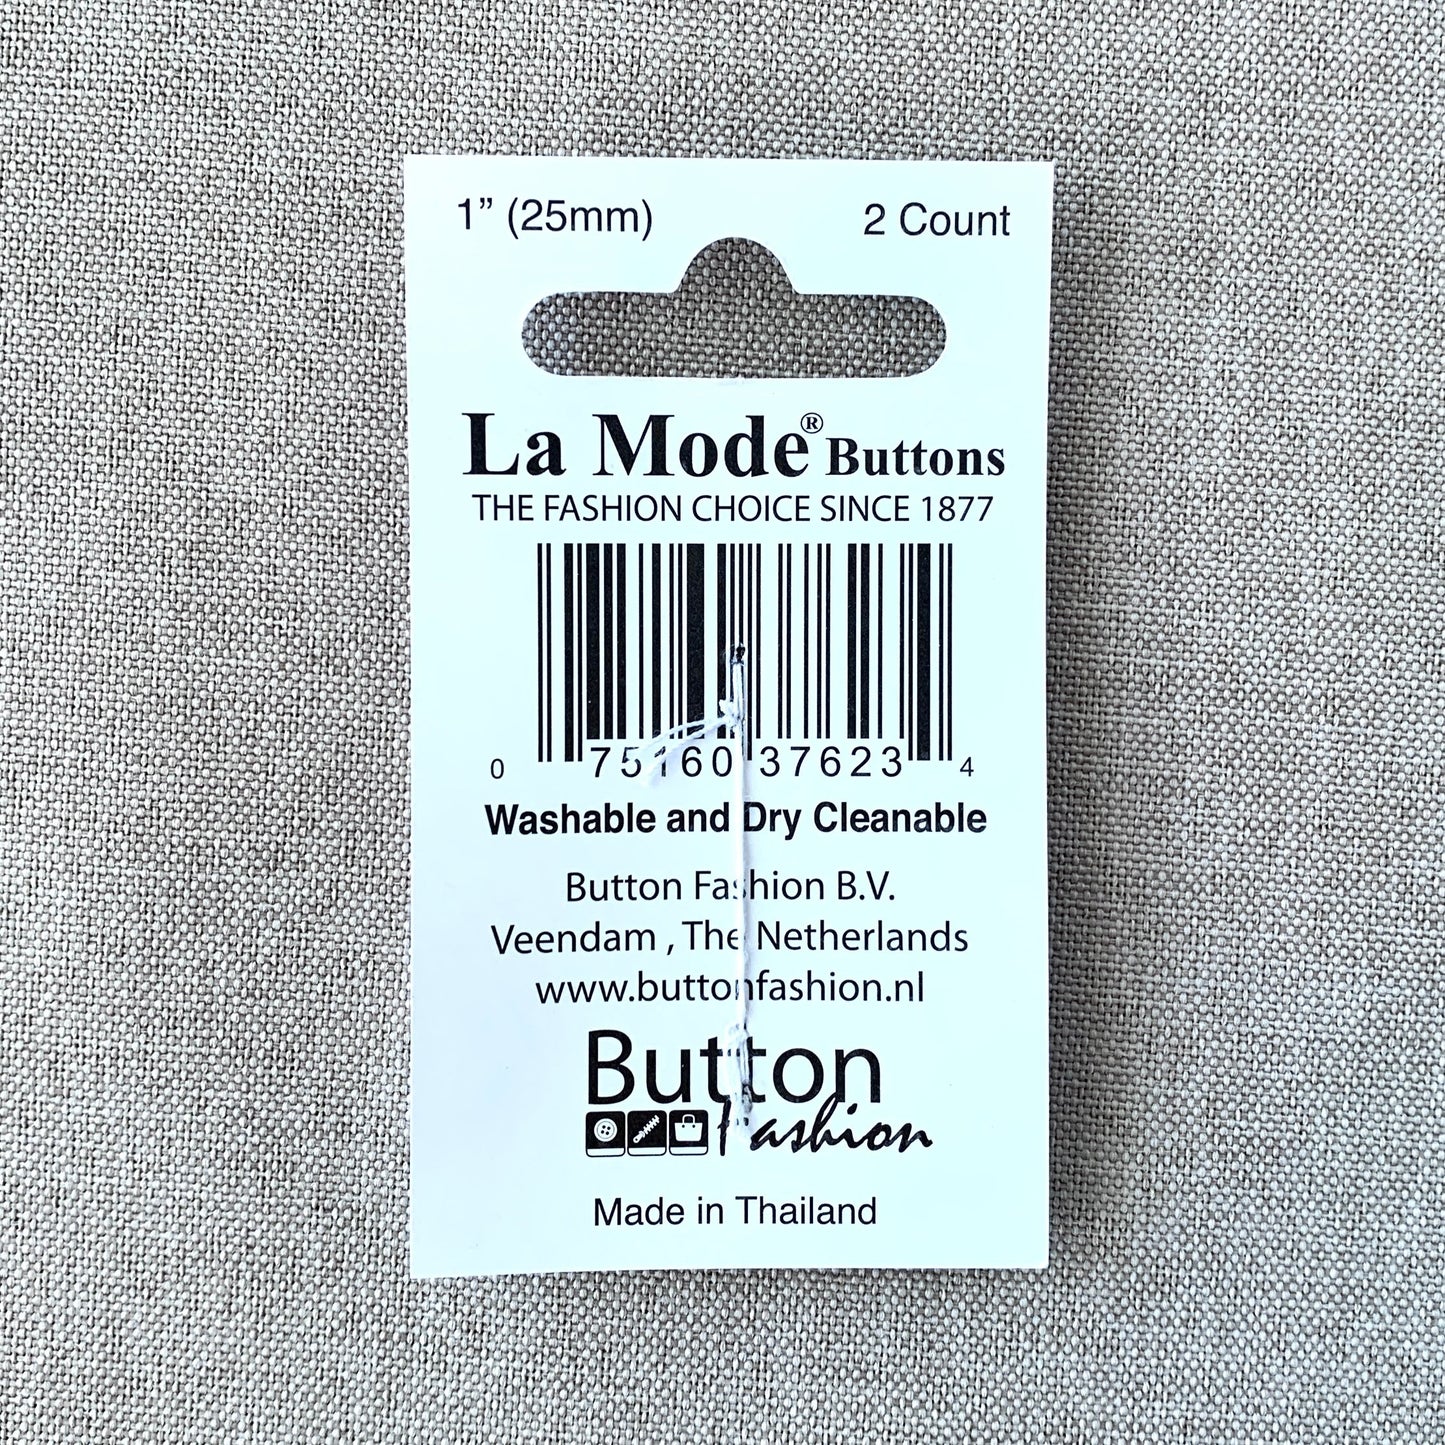 1” (25mm) 2 Count
La Mode® Buttons
THE FASHION CHOICE SINCE 1877
0 75160 37623 4
Washable and Dry Cleanable
Button Fashion B.V.
Veendam , The Netherlands
www.buttonfashion.nl
Button
Fashion
Made in Thailand